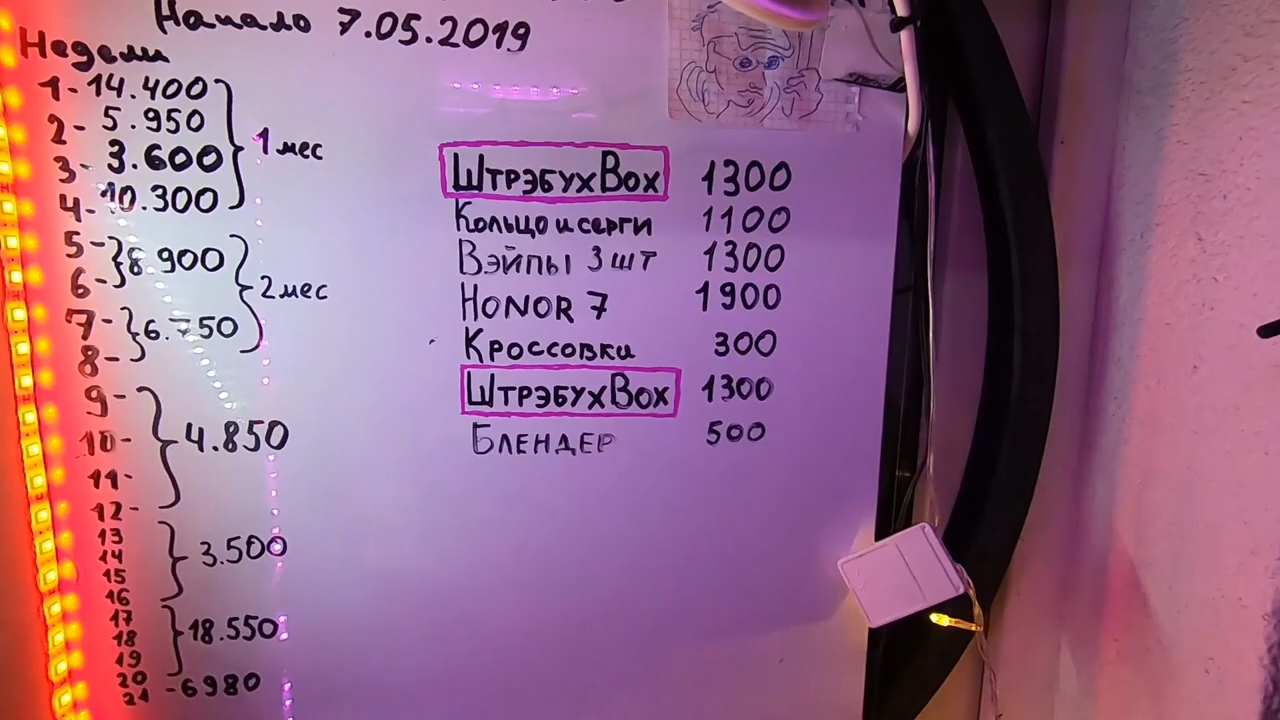 Начало 7.05.2019
Недели
1-14.400
2- 5.950
3- 3.600
4-10.300
1 мес
5-
6-
8.900
7-
8-
6.750
2 мес
9-
10-
11-
12-
4.850
13
14
15
16
3.500
17
18
19
20
18.550
21 -6980
ШтрэбухBox 1300
Кольцо и серги 1100
Вэйпы 3 шт 1300
HONOR 7 1900
Кроссовки 300
ШтрэбухBox 1300
Блендер 500